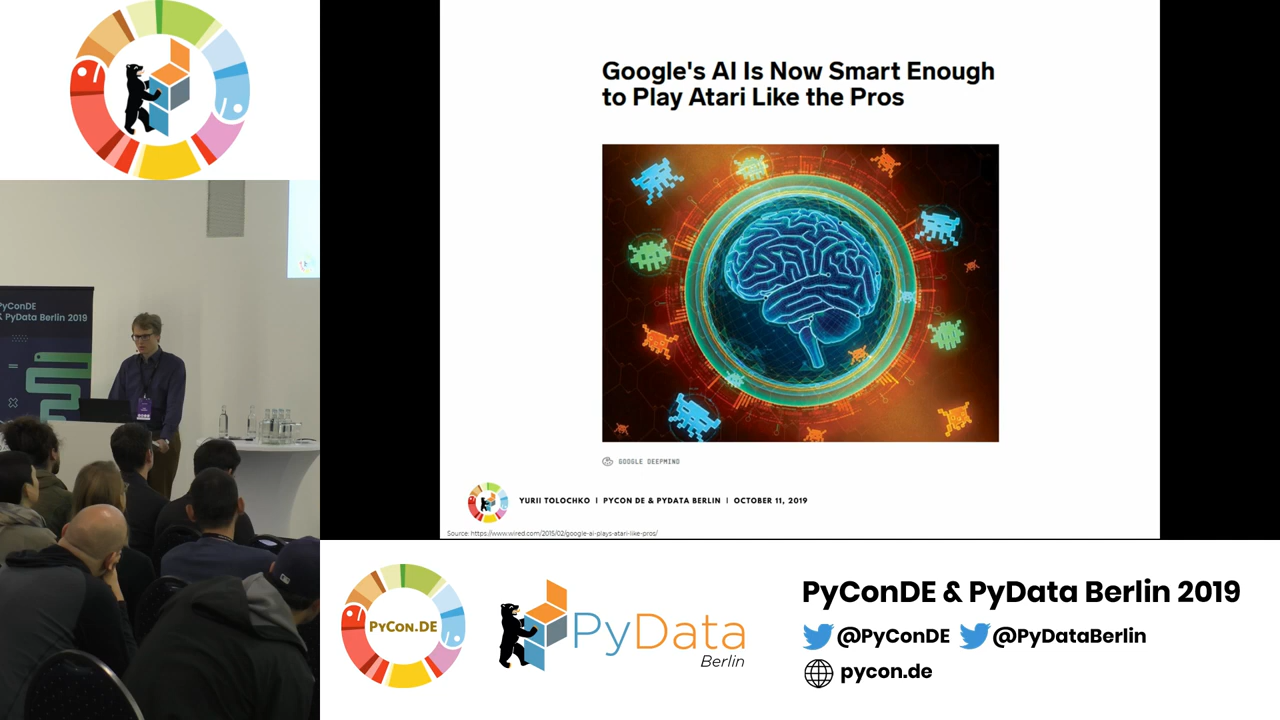 Google's AI Is Now Smart Enough
to Play Atari Like the Pros
GOOGLE DEEPMIND
YURII TOLOCHKO | PYCON DE & PYDATA BERLIN | OCTOBER 11, 2019
Source: https://www.wired.com/2015/02/google-ai-plays-atari-like-pros/
PyConDE
& PyData Berlin 2019
PYCON.DE
PyData
Berlin
PyConDE & PyData Berlin 2019
@PyConDE @PyDataBerlin
pycon.de